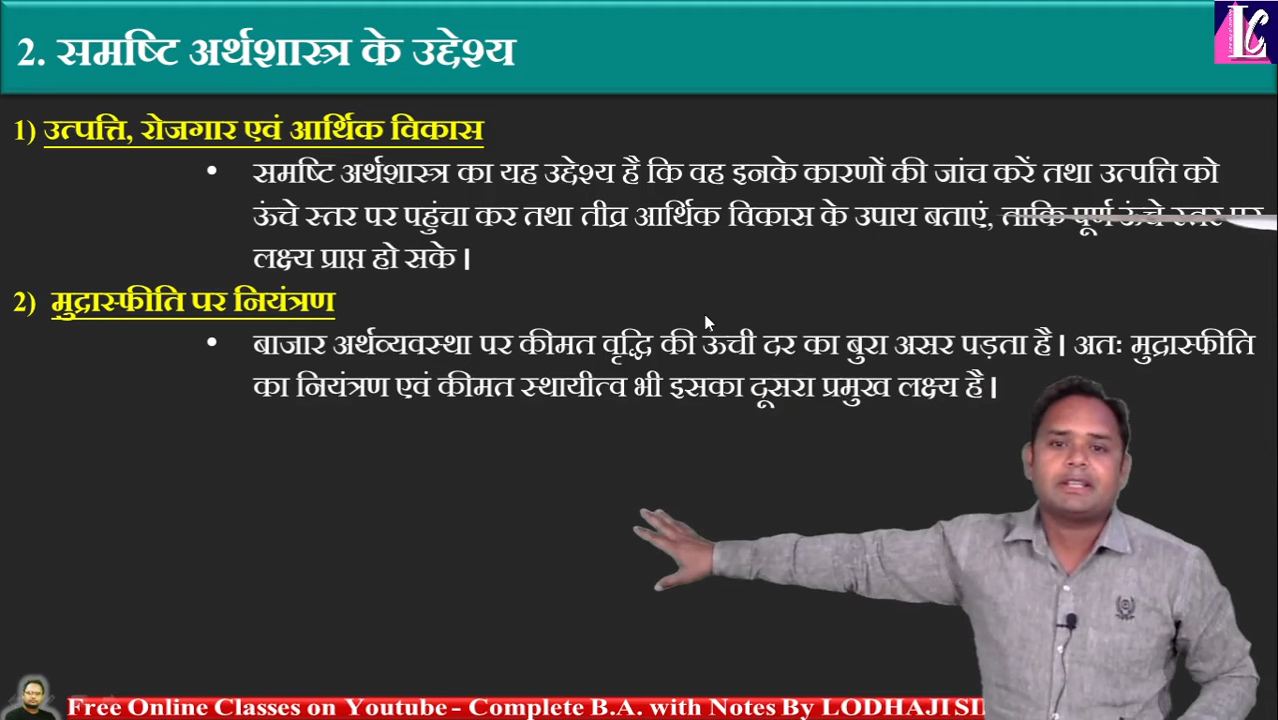 2. समष्टि अर्थशास्त्र के उद्देश्य
LC
1) उत्पत्ति, रोजगार एवं आर्थिक विकास
• समष्टि अर्थशास्त्र का यह उद्देश्य है कि वह इनके कारणों की जांच करें तथा उत्पत्ति को
ऊंचे स्तर पर पहुंचा कर तथा तीव्र आर्थिक विकास के उपाय बताएं, ताकि पूर्ण ऊंचे स्तर पर
लक्ष्य प्राप्त हो सके ।
2) मुद्रास्फीति पर नियंत्रण
• बाजार अर्थव्यवस्था पर कीमत वृद्धि की ऊंची दर का बुरा असर पड़ता है । अतः मुद्रास्फीति
का नियंत्रण एवं कीमत स्थायीत्व भी इसका दूसरा प्रमुख लक्ष्य है ।
Free Online Classes on Youtube - Complete B.A. with Notes By LODHAJI